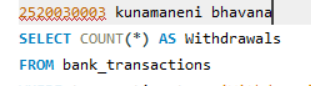 2520030003 kunamaneni bhavana
SELECT COUNT(*) AS Withdrawals
FROM bank_transactions